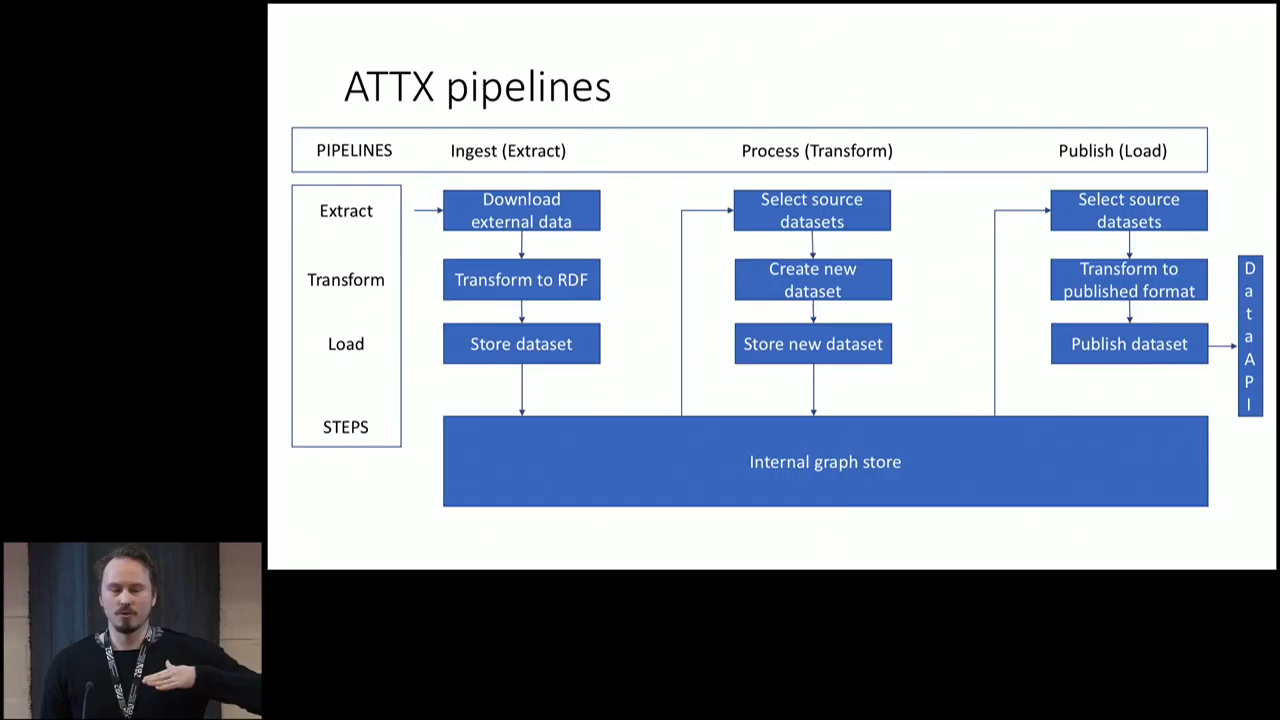 ATTX pipelines
PIPELINES
Ingest (Extract)
Process (Transform)
Publish (Load)
Extract
Download
external data
Select source
datasets
Select source
datasets
Transform
Transform to RDF
Create new
dataset
Transform to
published format
Load
Store dataset
Store new dataset
Publish dataset
D
a
t
a
A
P
I
STEPS
Internal graph store